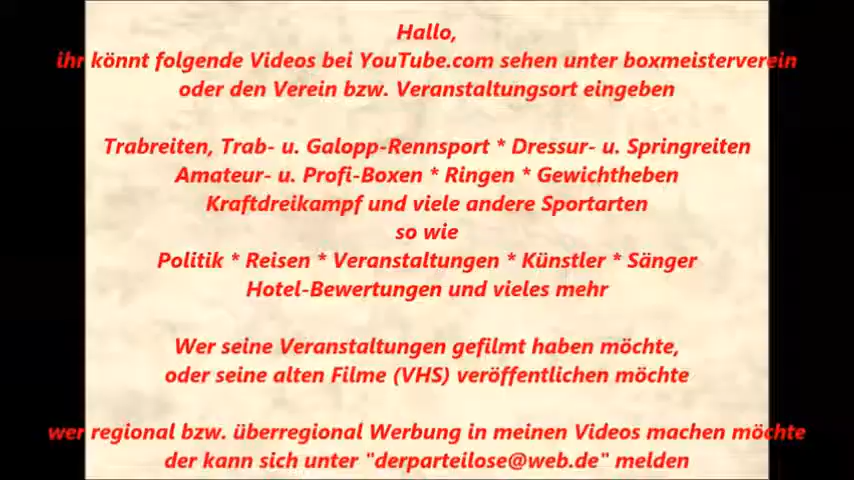 Hallo,
ihr könnt folgende Videos bei YouTube.com sehen unter boxmeisterverein
oder den Verein bzw. Veranstaltungsort eingeben
Trabreiten, Trab- u. Galopp-Rennsport * Dressur- u. Springreiten
Amateur- u. Profi-Boxen * Ringen * Gewichtheben
Kraftdreikampf und viele andere Sportarten
so wie
Politik * Reisen * Veranstaltungen * Künstler * Sänger
Hotel-Bewertungen und vieles mehr
Wer seine Veranstaltungen gefilmt haben möchte,
oder seine alten Filme (VHS) veröffentlichen möchte
wer regional bzw. überregional Werbung in meinen Videos machen möchte
der kann sich unter "derparteilose@web.de" melden